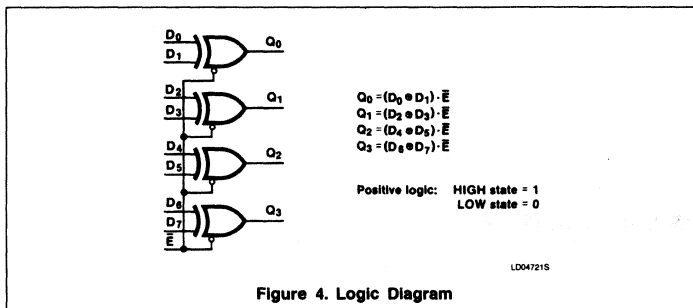 D0
D1
Q0
D2
D3
Q1
D4
D5
Q2
D6
D7
Q3
E̅
Q0 = (D0 ⊕ D1) · E̅
Q1 = (D2 ⊕ D3) · E̅
Q2 = (D4 ⊕ D5) · E̅
Q3 = (D6 ⊕ D7) · E̅
Positive logic: HIGH state = 1
LOW state = 0
LD04721S
Figure 4. Logic Diagram